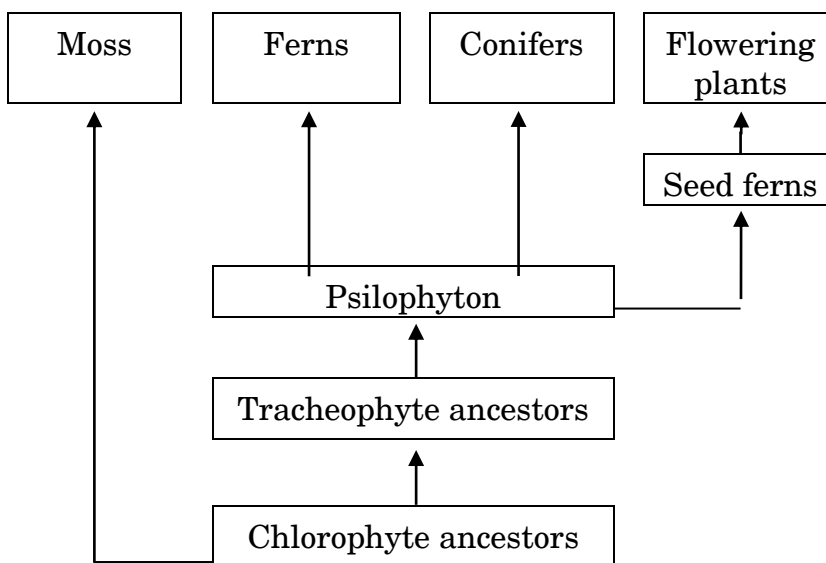 Moss
Ferns
Conifers
Flowering
plants
Seed ferns
Psilophyton
Tracheophyte ancestors
Chlorophyte ancestors